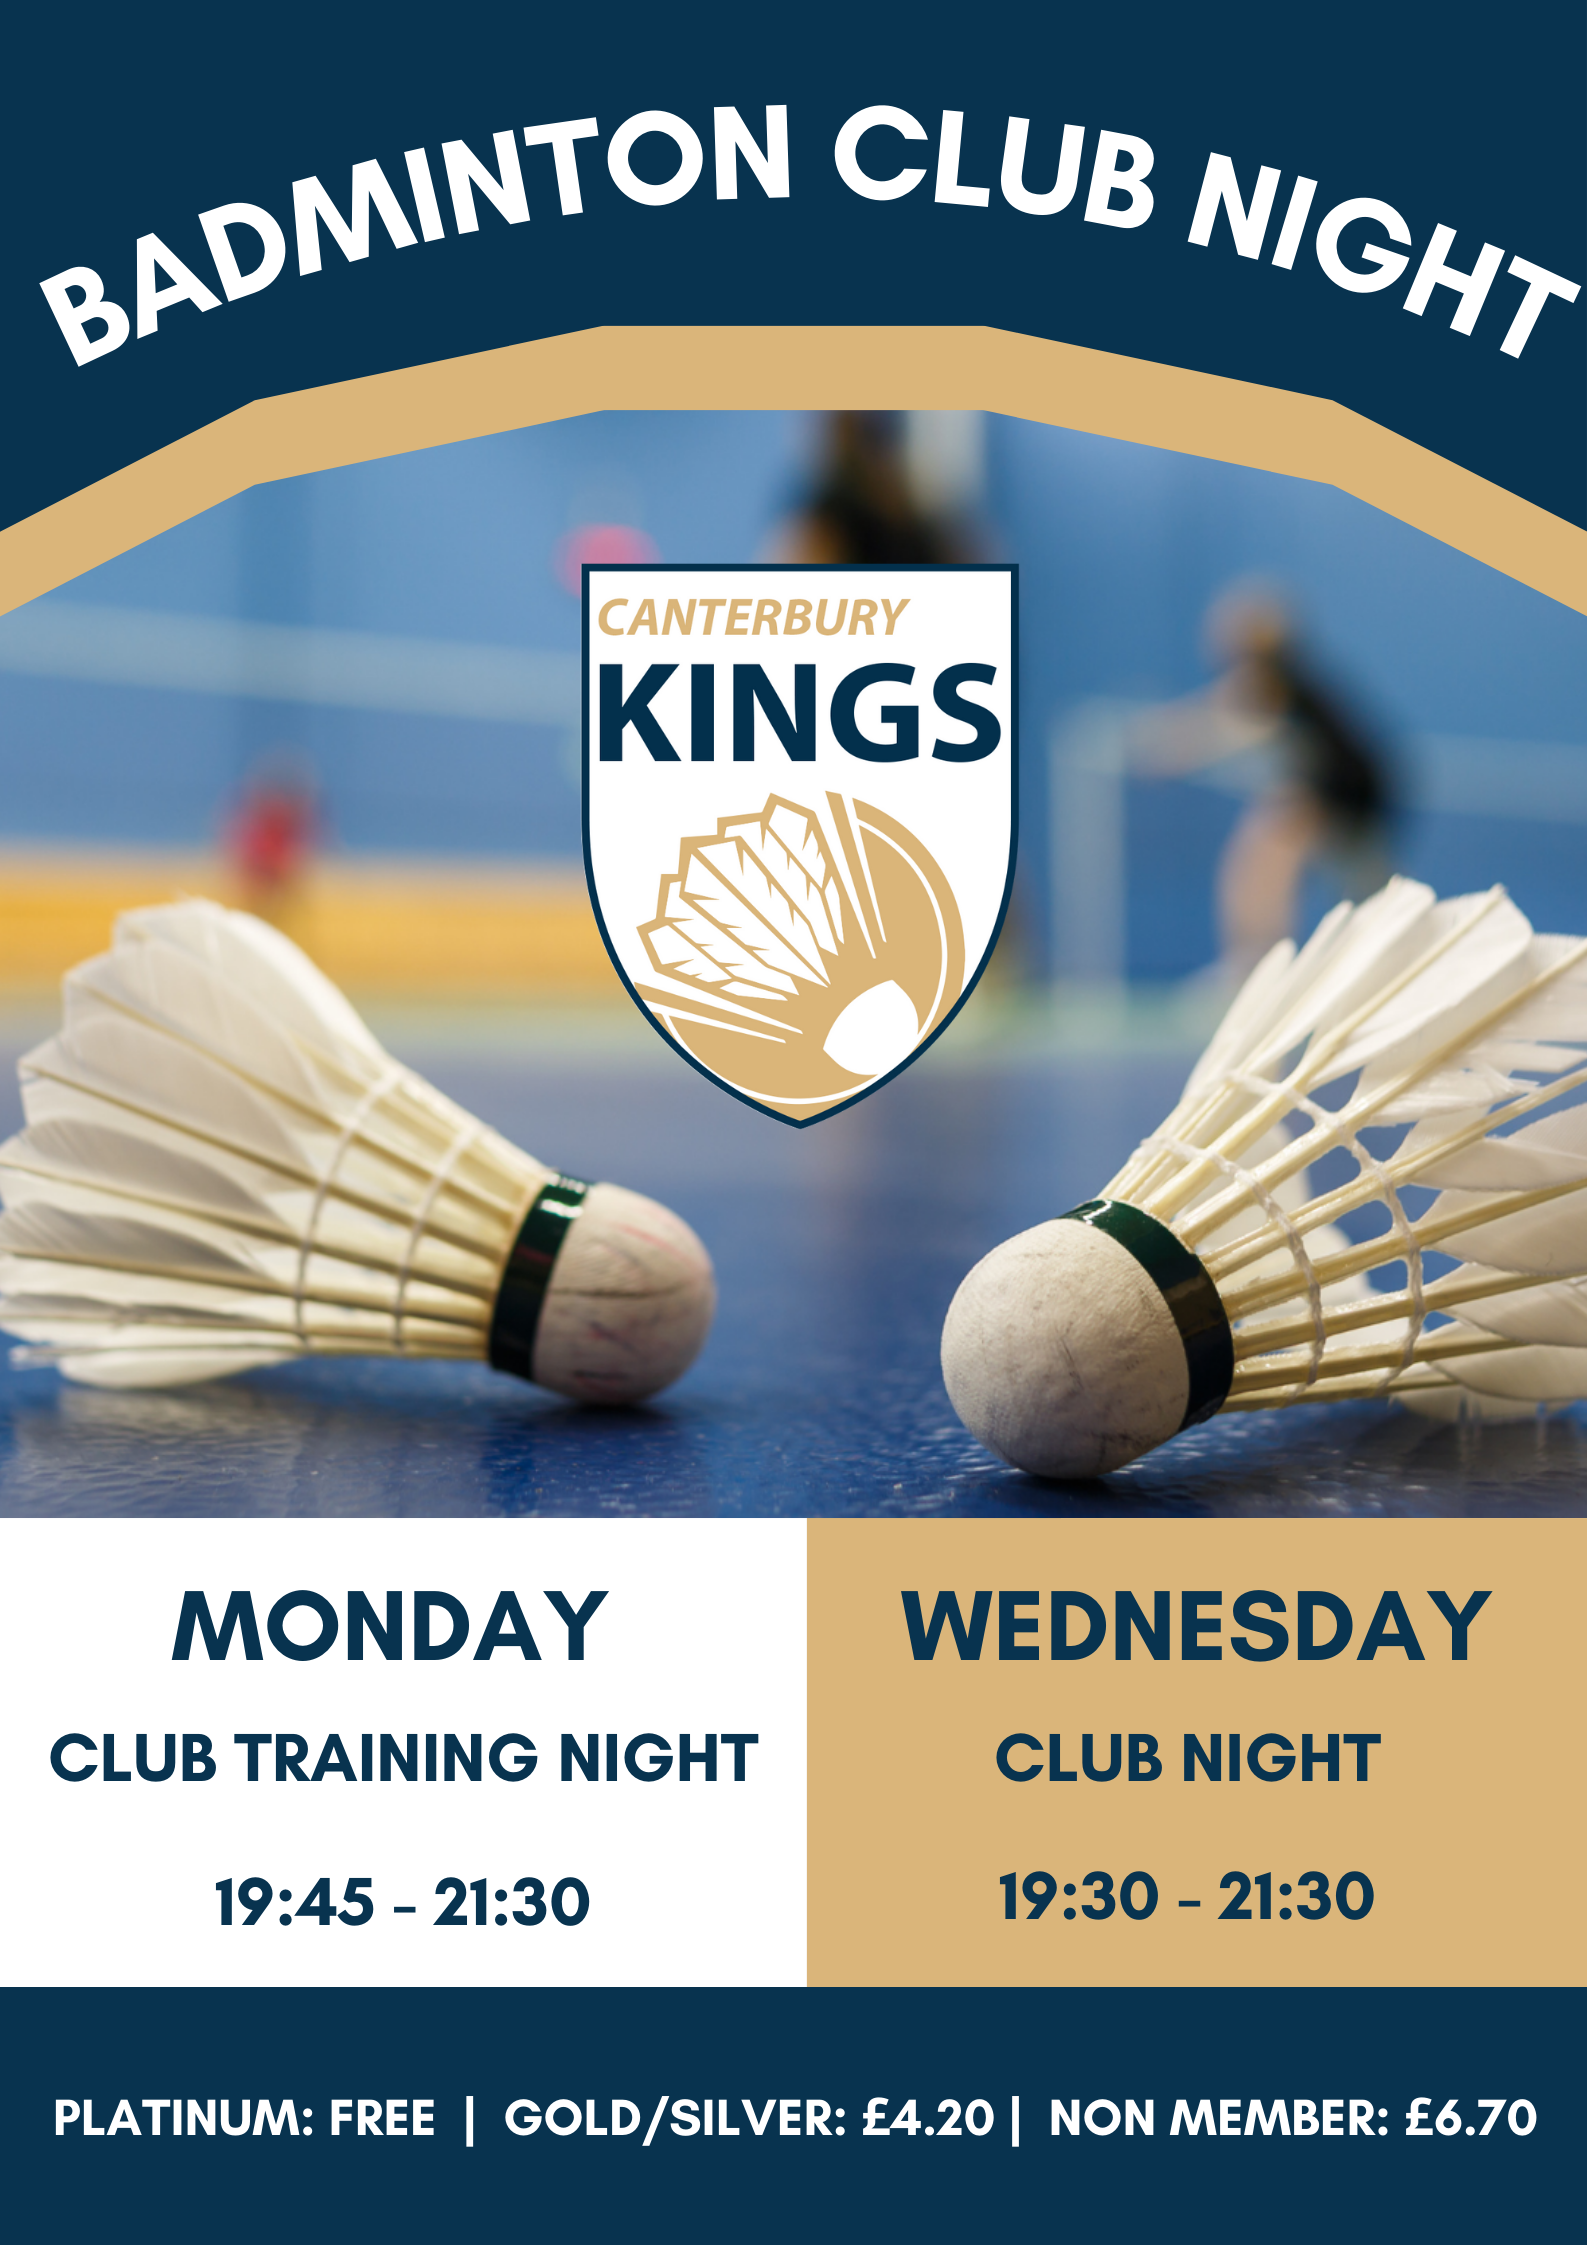 BADMINTON CLUB NIGHT
CANTERBURY
KINGS
MONDAY
CLUB TRAINING NIGHT
19:45 - 21:30
WEDNESDAY
CLUB NIGHT
19:30 - 21:30
PLATINUM: FREE | GOLD/SILVER: £4.20 | NON MEMBER: £6.70